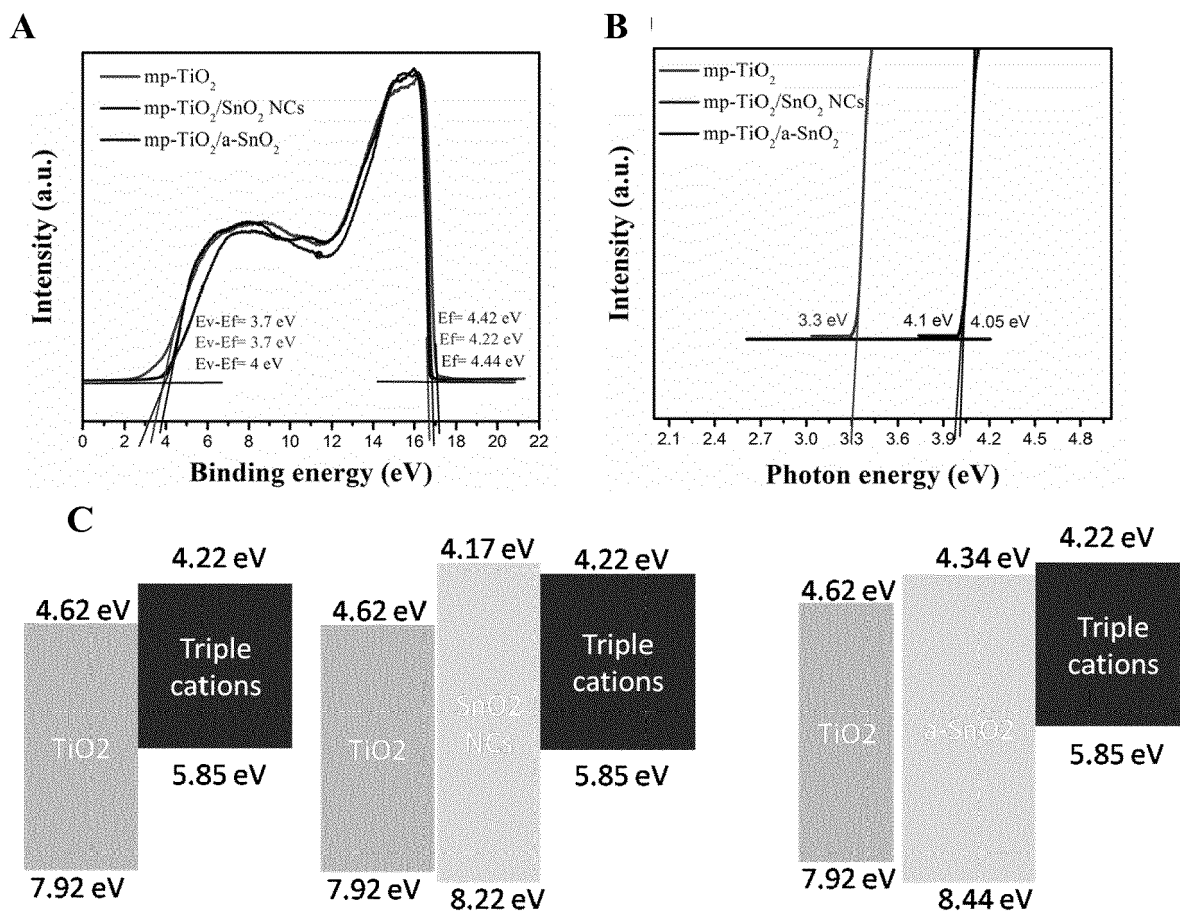 A
mp-TiO₂
mp-TiO₂/SnO₂ NCs
mp-TiO₂/a-SnO₂
Intensity (a.u.)
Ev-Ef= 3.7 eV
Ev-Ef= 3.7 eV
Ev-Ef= 4 eV
Ef= 4.42 eV
Ef= 4.22 eV
Ef= 4.44 eV
0 2 4 6 8 10 12 14 16 18 20 22
Binding energy (eV)
B
mp-TiO₂
mp-TiO₂/SnO₂ NCs
mp-TiO₂/a-SnO₂
Intensity (a.u.)
3.3 eV
4.1 eV
4.05 eV
2.1 2.4 2.7 3.0 3.3 3.6 3.9 4.2 4.5 4.8
Photon energy (eV)
C
4.22 eV
4.62 eV
Triple
cations
TiO2
5.85 eV
7.92 eV
4.17 eV
4.22 eV
4.62 eV
SnO2
NCs
Triple
cations
TiO2
5.85 eV
7.92 eV
8.22 eV
4.22 eV
4.34 eV
4.62 eV
Triple
cations
TiO2
a-SnO2
5.85 eV
7.92 eV
8.44 eV